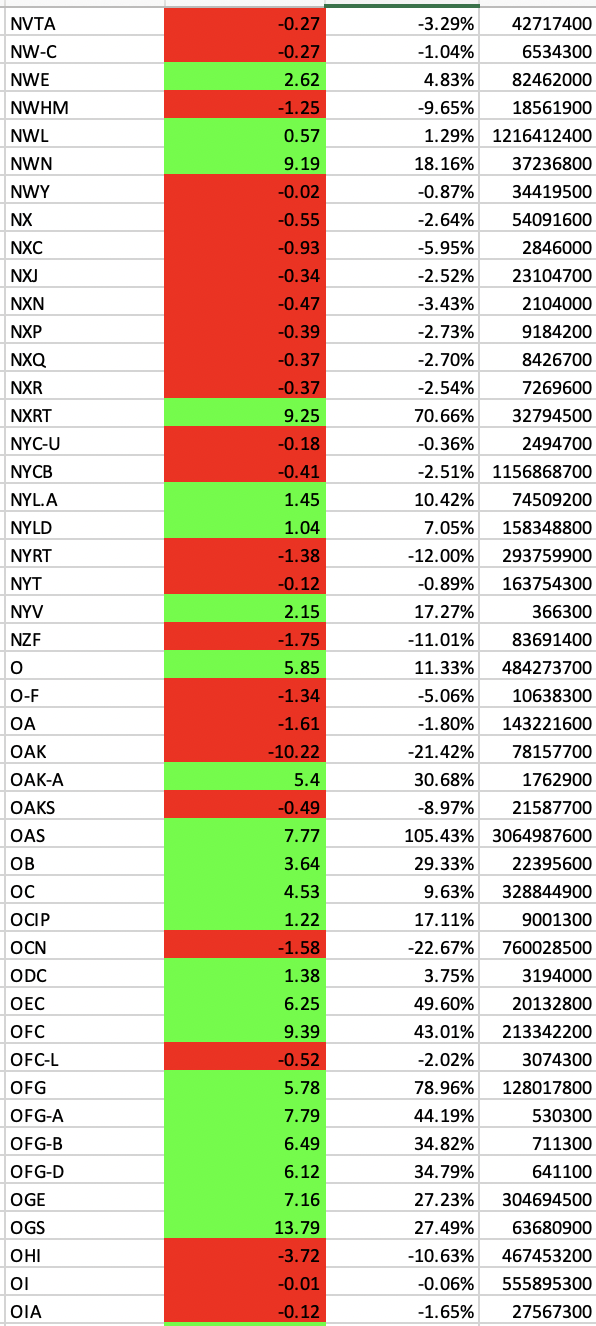 NVTA -0.27 -3.29% 42717400
NW-C -0.27 -1.04% 6534300
NWE 2.62 4.83% 82462000
NWHM -1.25 -9.65% 18561900
NWL 0.57 1.29% 1216412400
NWN 9.19 18.16% 37236800
NWY -0.02 -0.87% 34419500
NX -0.55 -2.64% 54091600
NXC -0.93 -5.95% 2846000
NXJ -0.34 -2.52% 23104700
NXN -0.47 -3.43% 2104000
NXP -0.39 -2.73% 9184200
NXQ -0.37 -2.70% 8426700
NXR -0.37 -2.54% 7269600
NXRT 9.25 70.66% 32794500
NYC-U -0.18 -0.36% 2494700
NYCB -0.41 -2.51% 1156868700
NYL.A 1.45 10.42% 74509200
NYLD 1.04 7.05% 158348800
NYRT -1.38 -12.00% 293759900
NYT -0.12 -0.89% 163754300
NYV 2.15 17.27% 366300
NZF -1.75 -11.01% 83691400
O 5.85 11.33% 484273700
O-F -1.34 -5.06% 10638300
OA -1.61 -1.80% 143221600
OAK -10.22 -21.42% 78157700
OAK-A 5.4 30.68% 1762900
OAKS -0.49 -8.97% 21587700
OAS 7.77 105.43% 3064987600
OB 3.64 29.33% 22395600
OC 4.53 9.63% 328844900
OCIP 1.22 17.11% 9001300
OCN -1.58 -22.67% 760028500
ODC 1.38 3.75% 3194000
OEC 6.25 49.60% 20132800
OFC 9.39 43.01% 213342200
OFC-L -0.52 -2.02% 3074300
OFG 5.78 78.96% 128017800
OFG-A 7.79 44.19% 530300
OFG-B 6.49 34.82% 711300
OFG-D 6.12 34.79% 641100
OGE 7.16 27.23% 304694500
OGS 13.79 27.49% 63680900
OHI -3.72 -10.63% 467453200
OI -0.01 -0.06% 555895300
OIA -0.12 -1.65% 27567300